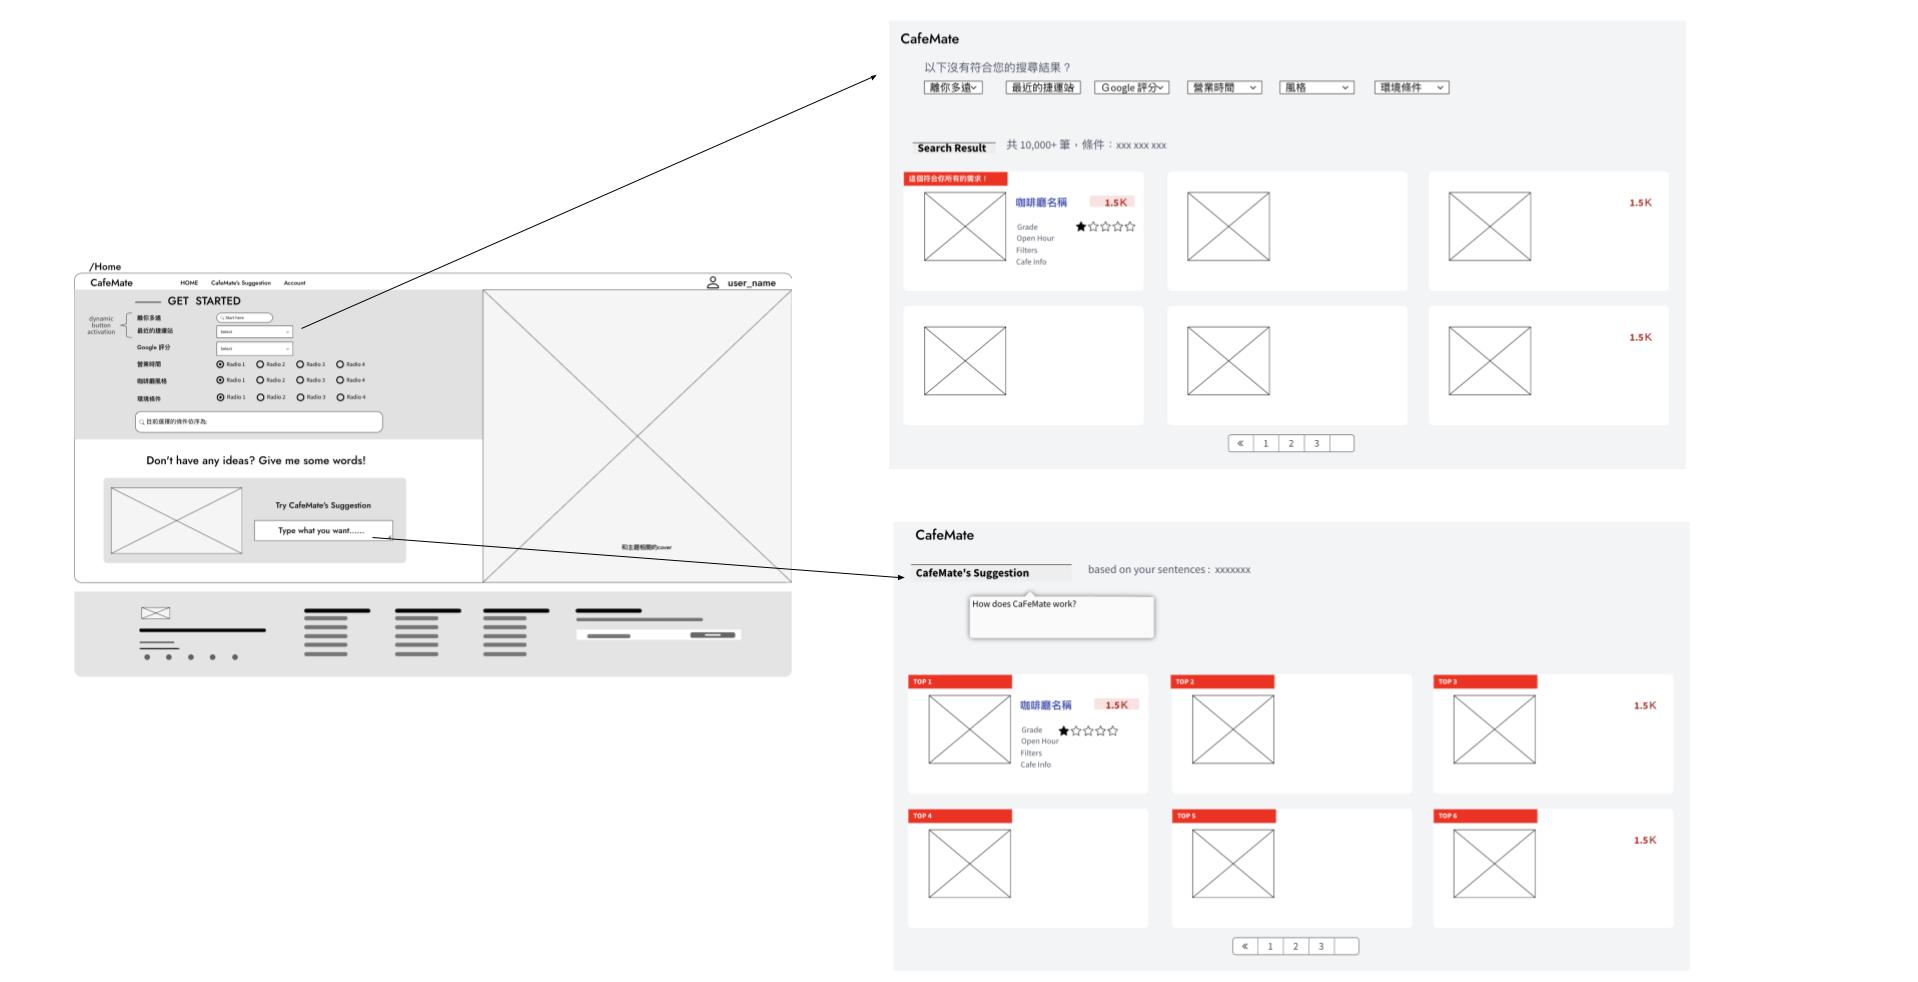 /Home
CafeMate
HOME
CafeMate's Suggestion
Account
user_name
GET STARTED
dynamic
button
activation
離你多遠
Start here
最近的捷運站
Select
Google 評分
Select
營業時間
Radio 1
Radio 2
Radio 3
Radio 4
咖啡廳風格
Radio 1
Radio 2
Radio 3
Radio 4
環境條件
Radio 1
Radio 2
Radio 3
Radio 4
目前選擇的條件依序為:
Don't have any ideas? Give me some words!
Try CafeMate's Suggestion
Type what you want......
和主題相關的cover
CafeMate
以下沒有符合您的搜尋結果？
離你多遠
最近的捷運站
Google 評分
營業時間
風格
環境條件
Search Result
共 10,000+ 筆，條件：xxx xxx xxx
這個符合你所有的需求！
咖啡廳名稱
1.5K
Grade
Open Hour
Filters
Cafe Info
1.5K
1.5K
«
1
2
3
CafeMate
CafeMate's Suggestion
based on your sentences : xxxxxxx
How does CaFeMate work?
TOP 1
咖啡廳名稱
1.5K
Grade
Open Hour
Filters
Cafe Info
TOP 2
TOP 3
1.5K
TOP 4
TOP 5
TOP 6
1.5K
«
1
2
3